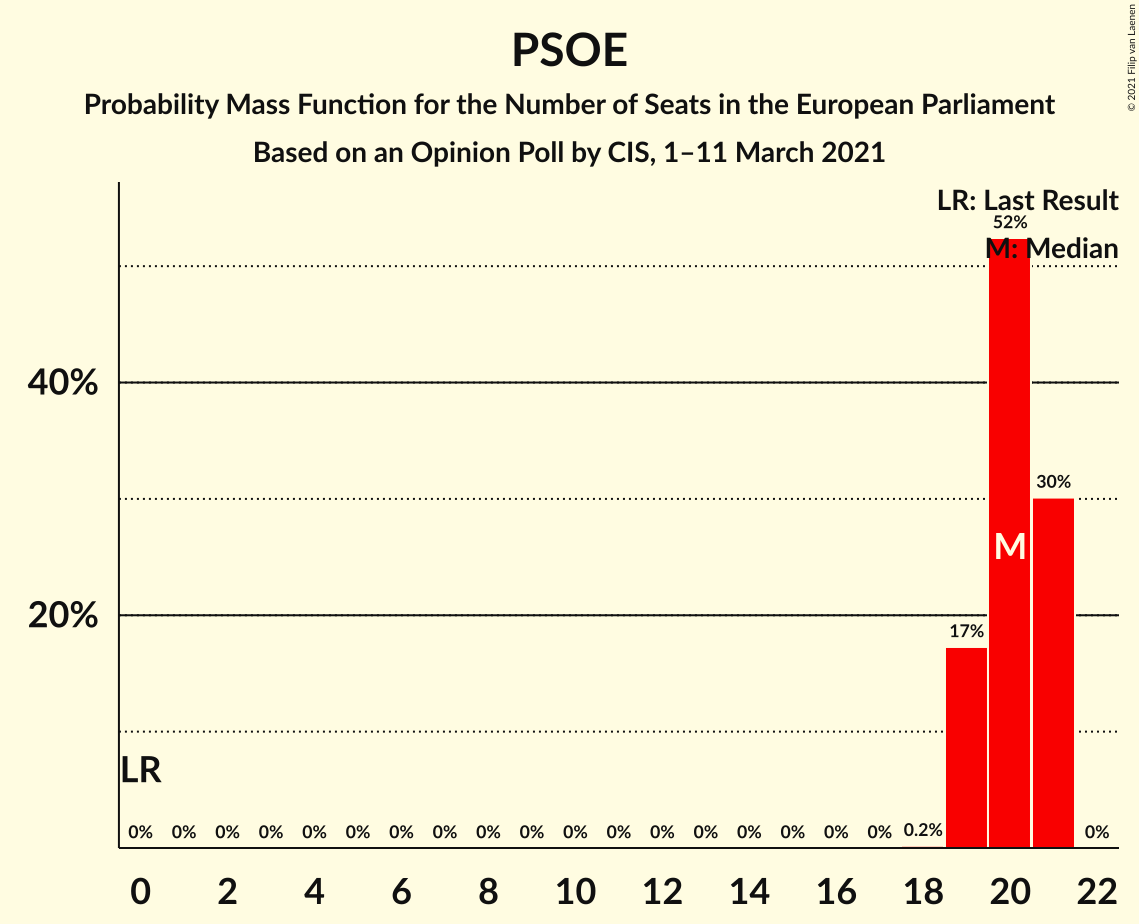 PSOE
Probability Mass Function for the Number of Seats in the European Parliament
Based on an Opinion Poll by CIS, 1–11 March 2021
© 2021 Filip van Laenen
LR: Last Result
52%
M: Median
40%
30%
M
20%
17%
LR
0% 0% 0% 0% 0% 0% 0% 0% 0% 0% 0% 0% 0% 0% 0% 0% 0% 0% 0.2% 0%
0 2 4 6 8 10 12 14 16 18 20 22